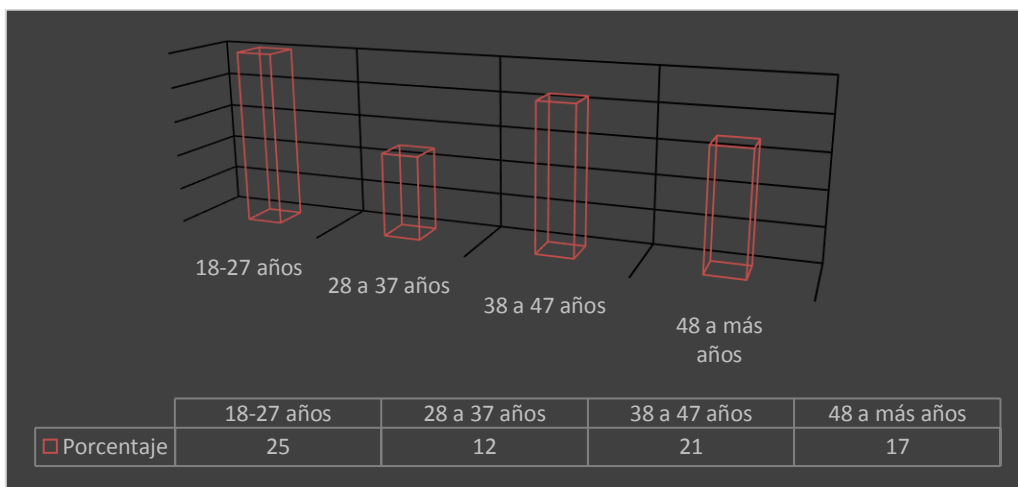 18-27 años
28 a 37 años
38 a 47 años
48 a más
años
18-27 años 28 a 37 años 38 a 47 años 48 a más años
Porcentaje 25 12 21 17